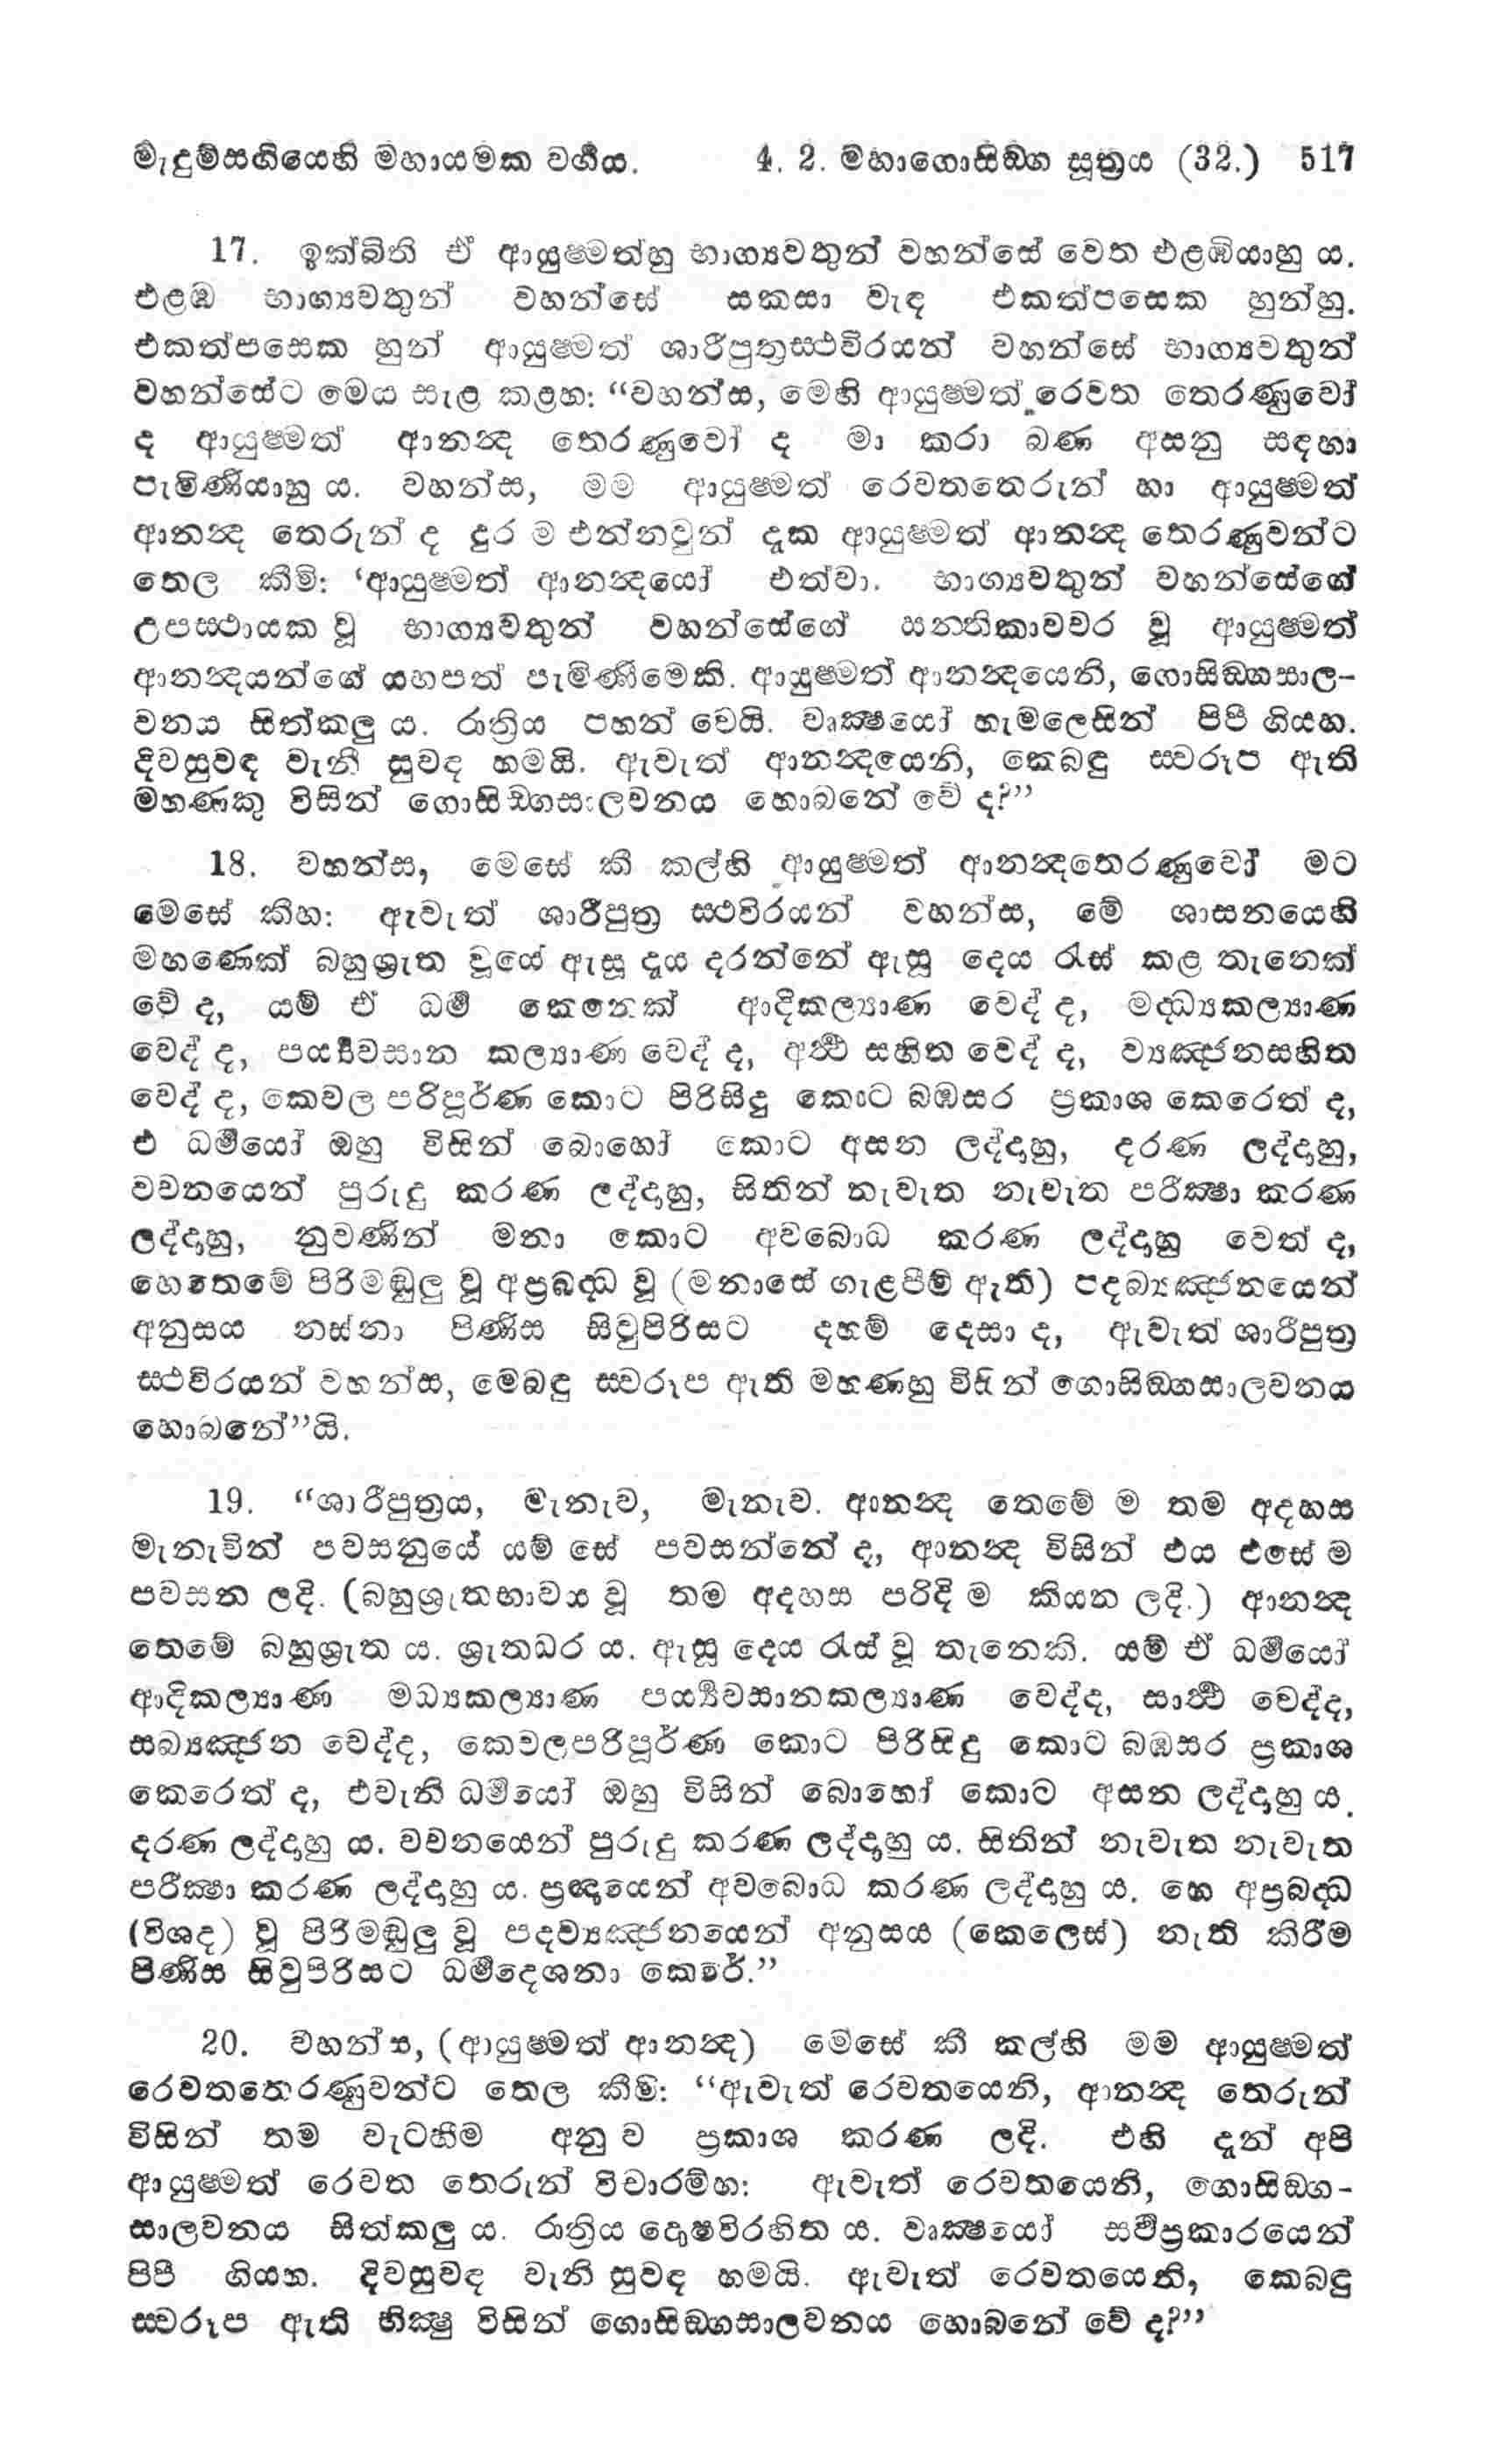 මැදුම්සඟියෙහි මහායමක වර්‍ගය. 4. 2. මහාගොසිඞ්ග සූත්‍රය (32.) 517
17. ඉක්බිති ඒ ආයුෂ්මත්හු භාග්‍යවතුන් වහන්සේ වෙත එළඹියාහු ය.
එළඹ භාග්‍යවතුන් වහන්සේ සකසා වැඳ එකත්පසෙක හුන්හු.
එකත්පසෙක හුන් ආයුෂ්මත් ශාරීපුත්‍රස්ථවිරයන් වහන්සේ භාග්‍යවතුන්
වහන්සේට මෙය සැළ කළහ: “වහන්ස, මෙහි ආයුෂ්මත් රෙවත තෙරණුවෝ
ද ආයුෂ්මත් ආනන්‍ද තෙරණුවෝ ද මා කරා බණ අසනු සඳහා
පැමිණියාහු ය. වහන්ස, මම ආයුෂ්මත් රෙවතතෙරුන් හා ආයුෂ්මත්
ආනන්‍ද තෙරුන් ද දුර ම එන්නවුන් දැක ආයුෂ්මත් ආනන්‍ද තෙරණුවන්ට
තෙල කීමි: ‘ආයුෂ්මත් ආනන්‍දයෝ එත්වා. භාග්‍යවතුන් වහන්සේගේ
උපස්ථායක වූ භාග්‍යවතුන් වහන්සේගේ සන්තිකාවචර වූ ආයුෂ්මත්
ආනන්‍දයන්ගේ යහපත් පැමිණීමෙකි. ආයුෂ්මත් ආනන්‍දයෙනි, ගොසිඞ්ගසාල-
වනය සිත්කලු ය. රාත්‍රිය පහන් වෙයි. වෘක්‍ෂයෝ හැමලෙසින් පිපී ගියහ.
දිවසුවඳ වැනි සුවඳ හමයි. ඇවැත් ආනන්‍දයෙනි, කෙබඳු ස්වරූප ඇති
මහණකු විසින් ගොසිඞ්ගසාලවනය හොබනේ වේ ද?”
18. වහන්ස, මෙසේ කී කල්හි ආයුෂ්මත් ආනන්‍දතෙරණුවෝ මට
මෙසේ කීහ: ඇවැත් ශාරීපුත්‍ර ස්ථවිරයන් වහන්ස, මේ ශාසනයෙහි
මහණෙක් බහුශ්‍රැත වූයේ ඇසූ දැය දරන්නේ ඇසූ දෙය රැස් කළ තැනෙක්
වේ ද, යම් ඒ ධර්‍ම කෙනෙක් ආදිකල්‍යාණ වෙද් ද, මද්ධ්‍යකල්‍යාණ
වෙද් ද, පර්‍ය්‍යවසාන කල්‍යාණ වෙද් ද, අර්‍ත්‍ථ සහිත වෙද් ද, ව්‍යඤ්ජනසහිත
වෙද් ද, කෙවල පරිපූර්ණ කොට පිරිසිදු කොට බඹසර ප්‍රකාශ කෙරෙත් ද,
එ ධර්‍මයෝ ඔහු විසින් බොහෝ කොට අසන ලද්දාහු, දරණ ලද්දාහු,
වචනයෙන් පුරුදු කරණ ලද්දාහු, සිතින් නැවැත නැවැත පරීක්‍ෂා කරණ
ලද්දාහු, නුවණින් මනා කොට අවබොධ කරණ ලද්දාහු වෙත් ද,
හෙතෙමේ පිරිමඬුලු වූ අප්‍රබද්ධ වූ (මනාසේ ගැළපීම් ඇති) පදබ්‍යඤ්ජනයෙන්
අනුසය නස්නා පිණිස සිවුපිරිසට දහම් දෙසා ද, ඇවැත් ශාරීපුත්‍ර
ස්ථවිරයන් වහන්ස, මෙබඳු ස්වරූප ඇති මහණහු විසින් ගොසිඞ්ගසාලවනය
හොබනේ”යි.
19. “ශාරීපුත්‍රය, මැනැව, මැනැව. ආනන්‍ද තෙමේ ම තම අදහස
මැනැවින් පවසනුයේ යම් සේ පවසන්නේ ද, ආනන්‍ද විසින් එය එසේ ම
පවසන ලදි. (බහුශ්‍රැතභාවය වූ තම අදහස පරිදි ම කියන ලදි.) ආනන්‍ද
තෙමේ බහුශ්‍රැත ය. ශ්‍රැතධර ය. ඇසූ දෙය රැස් වූ තැනෙකි. යම් ඒ ධර්‍මයෝ
ආදිකල්‍යාණ මධ්‍යකල්‍යාණ පර්‍ය්‍යවසානකල්‍යාණ වෙද්ද, සාර්‍ත්‍ථ වෙද්ද,
සබ්‍යඤ්ජන වෙද්ද, කෙවලපරිපූර්ණ කොට පිරිසිදු කොට බඹසර ප්‍රකාශ
කෙරෙත් ද, එවැනි ධර්‍මයෝ ඔහු විසින් බොහෝ කොට අසන ලද්දාහු ය.
දරණ ලද්දාහු ය. වචනයෙන් පුරුදු කරණ ලද්දාහු ය. සිතින් නැවැත නැවැත
පරීක්‍ෂා කරණ ලද්දාහු ය. ප්‍රඥායෙන් අවබොධ කරණ ලද්දාහු ය. හෙ අප්‍රබද්ධ
(විශද) වූ පිරිමඬුලු වූ පදව්‍යඤ්ජනයෙන් අනුසය (කෙලෙස්) නැති කිරීම
පිණිස සිවුපිරිසට ධර්‍මදෙශනා කෙරේ.”
20. වහන්ස, (ආයුෂ්මත් ආනන්‍ද) මෙසේ කී කල්හි මම ආයුෂ්මත්
රෙවතතෙරණුවන්ට තෙල කීමි: “ඇවැත් රෙවතයෙනි, ආනන්‍ද තෙරුන්
විසින් තම වැටහීම අනු ව ප්‍රකාශ කරණ ලදි. එහි දැන් අපි
ආයුෂ්මත් රෙවත තෙරුන් විචාරම්හ: ඇවැත් රෙවතයෙනි, ගොසිඞ්ග-
සාලවනය සිත්කලු ය. රාත්‍රිය දොෂවිරහිත ය. වෘක්‍ෂයෝ සර්‍වප්‍රකාරයෙන්
පිපී ගියහ. දිවසුවඳ වැනි සුවඳ හමයි. ඇවැත් රෙවතයෙනි, කෙබඳු
ස්වරූප ඇති භික්‍ෂු විසින් ගොසිඞ්ගසාලවනය හොබනේ වේ ද?”